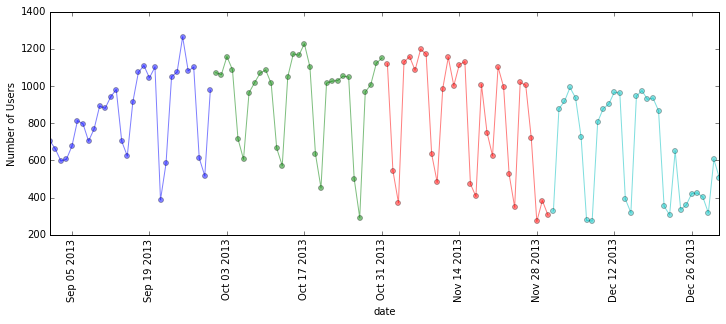 1400
1200
1000
800
600
400
200
Number of Users
Sep 05 2013
Sep 19 2013
Oct 03 2013
Oct 17 2013
Oct 31 2013
Nov 14 2013
Nov 28 2013
Dec 12 2013
Dec 26 2013
date